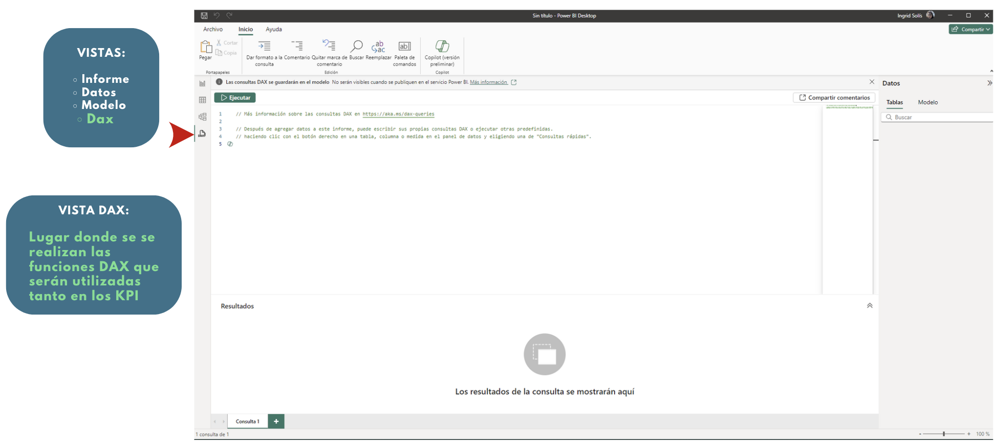 VISTAS:
Informe
Datos
Modelo
Dax
VISTA DAX:
Lugar donde se se
realizan las
funciones DAX que
serán utilizadas
tanto en los KPI
Sin título - Power BI Desktop
Ingrid Solís
Archivo Inicio Ayuda
Compartir
Pegar
Cortar
Copia
Portapapeles
Dar formato a la
consulta
Comentario
Quitar marca de
comentario
Buscar
Reemplazar
Paleta de
comandos
Edición
Copilot (versión
preliminar)
Copilot
Las consultas DAX se guardarán en el modelo No serán visibles cuando se publiquen en el servicio Power BI. Más información
Ejecutar
Compartir comentarios
1 // Más información sobre las consultas DAX en https://aka.ms/dax-queries
2
3 // Después de agregar datos a este informe, puede escribir sus propias consultas DAX o ejecutar otras predefinidas.
4 // haciendo clic con el botón derecho en una tabla, columna o medida en el panel de datos y eligiendo una de "Consultas rápidas".
5
Datos
Tablas Modelo
Buscar
Resultados
Los resultados de la consulta se mostrarán aquí
Consulta 1 +
1 consulta de 1
- + 100 %